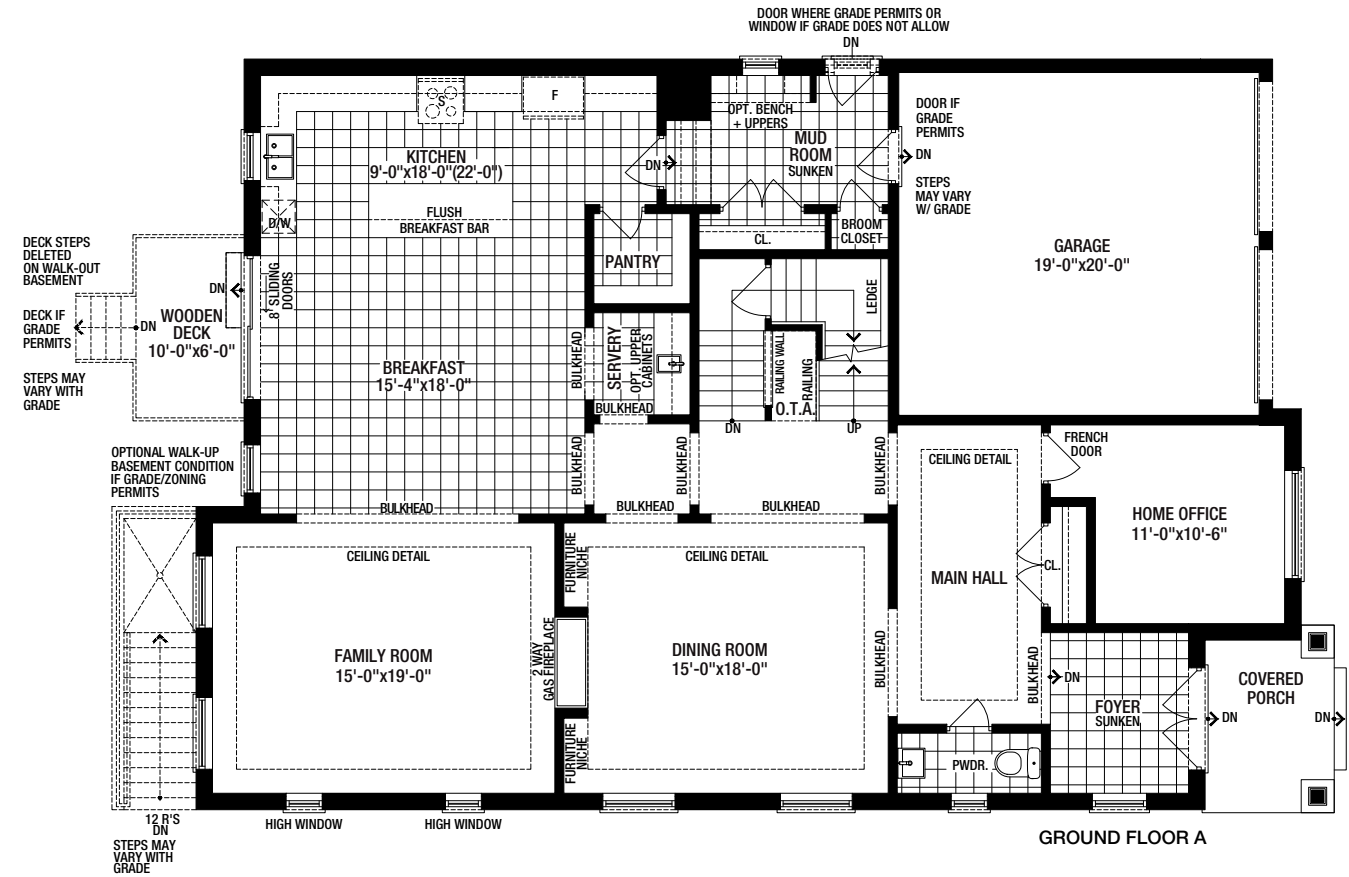 DOOR WHERE GRADE PERMITS OR
WINDOW IF GRADE DOES NOT ALLOW
DN
S
F
OPT. BENCH
+ UPPERS
MUD
ROOM
SUNKEN
DOOR IF
GRADE
PERMITS
DN
STEPS
MAY VARY
W/ GRADE
KITCHEN
9'-0"x18'-0"(22'-0")
DN
D/W
FLUSH
BREAKFAST BAR
PANTRY
CL.
BROOM
CLOSET
GARAGE
19'-0"x20'-0"
DECK STEPS
DELETED
ON WALK-OUT
BASEMENT
DECK IF
GRADE
PERMITS
STEPS MAY
VARY WITH
GRADE
DN
WOODEN
DECK
10'-0"x6'-0"
DN
8' SLIDING
DOORS
BREAKFAST
15'-4"x18'-0"
BULKHEAD
SERVERY
OPT. UPPER
CABINETS
BULKHEAD
LEDGE
RAILING WALL
RAILING
O.T.A.
DN
UP
OPTIONAL WALK-UP
BASEMENT CONDITION
IF GRADE/ZONING
PERMITS
BULKHEAD
BULKHEAD
BULKHEAD
BULKHEAD
BULKHEAD
BULKHEAD
CEILING DETAIL
FRENCH
DOOR
HOME OFFICE
11'-0"x10'-6"
CEILING DETAIL
FURNITURE
NICHE
CEILING DETAIL
MAIN HALL
CL.
FAMILY ROOM
15'-0"x19'-0"
2 WAY
GAS FIREPLACE
DINING ROOM
15'-0"x18'-0"
BULKHEAD
BULKHEAD
DN
FOYER
SUNKEN
DN
COVERED
PORCH
DN
FURNITURE
NICHE
PWDR.
12 R'S
DN
STEPS MAY
VARY WITH
GRADE
HIGH WINDOW
HIGH WINDOW
GROUND FLOOR A